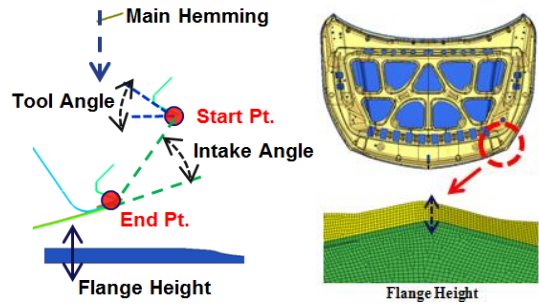 Main Hemming
Tool Angle
Start Pt.
Intake Angle
End Pt.
Flange Height
Flange Height